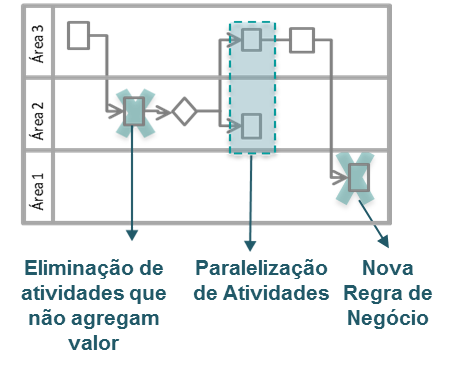 Área 3
Área 2
Área 1
Eliminação de
atividades que
não agregam
valor
Paralelização
de Atividades
Nova
Regra de
Negócio